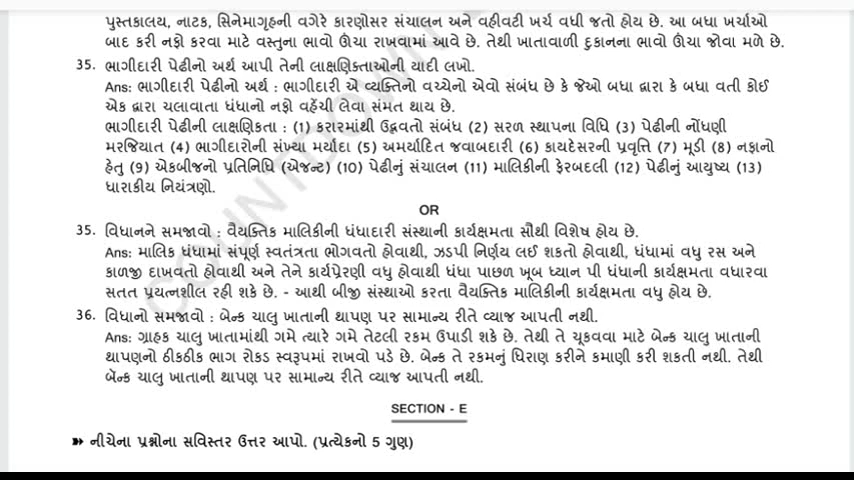 પુસ્તકાલય, નાટક, સિનેમાગૃહની વગેરે કારણોસર સંચાલન અને વહીવટી ખર્ચ વધી જતો હોય છે. આ બધા ખર્ચાઓ
બાદ કરી નફો કરવા માટે વસ્તુના ભાવો ઊંચા રાખવામાં આવે છે. તેથી ખાતાવાળી દુકાનના ભાવો ઊંચા જોવા મળે છે.
35. ભાગીદારી પેઢીનો અર્થ આપી તેની લાક્ષણિક્તાઓની યાદી લખો.
Ans: ભાગીદારી પેઢીનો અર્થ : ભાગીદારી એ વ્યક્તિનો વચ્ચેનો એવો સંબંધ છે કે જેઓ બધા દ્વારા કે બધા વતી કોઈ
એક દ્વારા ચલાવાતા ધંધાનો નફો વહેંચી લેવા સંમત થાય છે.
ભાગીદારી પેઢીની લાક્ષણિકતા : (1) કરારમાંથી ઉદ્ભવતો સંબંધ (2) સરળ સ્થાપના વિધિ (3) પેઢીની નોંધણી
મરજિયાત (4) ભાગીદારોની સંખ્યા મર્યાદા (5) અમર્યાદિત જવાબદારી (6) કાયદેસરની પ્રવૃત્તિ (7) મૂડી (8) નફાનો
હેતુ (9) એકબીજનો પ્રતિનિધિ (એજન્ટ) (10) પેઢીનું સંચાલન (11) માલિકીની ફેરબદલી (12) પેઢીનું આયુષ્ય (13)
ધારાકીય નિયંત્રણો.
OR
35. વિધાનને સમજાવો : વૈયક્તિક માલિકીની ધંધાદારી સંસ્થાની કાર્યક્ષમતા સૌથી વિશેષ હોય છે.
Ans: માલિક ધંધામાં સંપૂર્ણ સ્વતંત્રતા ભોગવતો હોવાથી, ઝડપી નિર્ણય લઈ શકતો હોવાથી, ધંધામાં વધુ રસ અને
કાળજી દાખવતો હોવાથી અને તેને કાર્યપ્રેરણી વધુ હોવાથી ધંધા પાછળ ખૂબ ધ્યાન પી ધંધાની કાર્યક્ષમતા વધારવા
સતત પ્રયત્નશીલ રહી શકે છે. - આથી બીજી સંસ્થાઓ કરતા વૈયક્તિક માલિકીની કાર્યક્ષમતા વધુ હોય છે.
36. વિધાનો સમજાવો : બેન્ક ચાલુ ખાતાની થાપણ પર સામાન્ય રીતે વ્યાજ આપતી નથી.
Ans: ગ્રાહક ચાલુ ખાતામાંથી ગમે ત્યારે ગમે તેટલી રકમ ઉપાડી શકે છે. તેથી તે ચૂકવવા માટે બેન્ક ચાલુ ખાતાની
થાપણનો ઠીકઠીક ભાગ રોકડ સ્વરૂપમાં રાખવો પડે છે. બેન્ક તે રકમનું ધિરાણ કરીને કમાણી કરી શકતી નથી. તેથી
બૅન્ક ચાલુ ખાતાની થાપણ પર સામાન્ય રીતે વ્યાજ આપતી નથી.
SECTION - E
➽ નીચેના પ્રશ્નોના સવિસ્તર ઉત્તર આપો. (પ્રત્યેકનો 5 ગુણ)